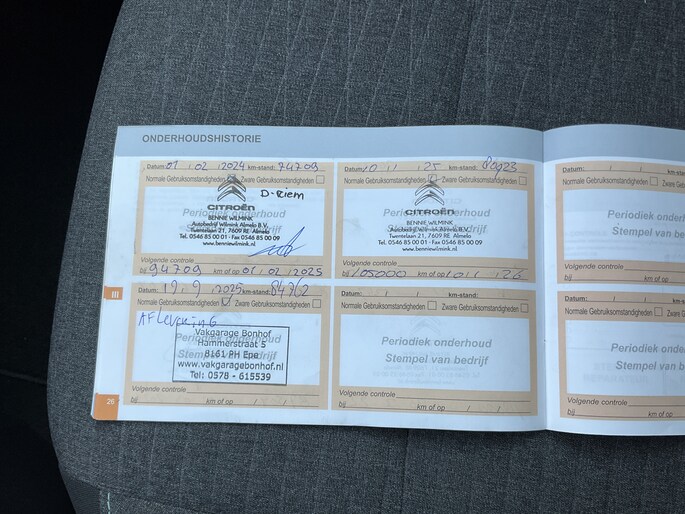 ONDERHOUDSHISTORIE
Datum: 01 / 02 / 2024 km-stand: 74709
Normale Gebruiksomstandigheden Zware Gebruiksomstandigheden
D-Riem
CITROËN
Periodiek onderhoud
BENNIE WILMINK
Autobedrijf Wilmink Almelo B.V.
Twentelaan 21, 7609 RE Almelo
Tel. 0546 85 00 01 - Fax 0546 85 00 09
www.benniewilmink.nl
Volgende controle
bij 94709 km of op 01 / 02 / 2025
Datum: 10 / 11 / 25 km-stand:
Normale Gebruiksomstandigheden Zware Gebruiksomstandigheden
CITROËN
Periodiek onderhoud
BENNIE WILMINK
Autobedrijf Wilmink Almelo B.V.
Twentelaan 21, 7609 RE Almelo
Tel. 0546 85 00 01 - Fax 0546 85 00 09
www.benniewilmink.nl
Volgende controle
bij 105000 km of op
Datum: / / km-stand:
Normale Gebruiksomstandigheden Zware
Periodiek onderhoud
Stempel van bedrijf
Volgende controle
bij km of op / /
III
Datum: 19 / 9 / 2025 km-stand: 84762
Normale Gebruiksomstandigheden Zware Gebruiksomstandigheden
AFlevering
Vakgarage Bonhof
Hammerstraat 5
8161 PH Epe
www.vakgaragebonhof.nl
Tel: 0578 - 615539
Volgende controle
bij km of op / /
Datum: / / km-stand:
Normale Gebruiksomstandigheden Zware Gebruiksomstandigheden
Periodiek onderhoud
Stempel van bedrijf
Volgende controle
bij km of op / /
Datum: / / km-stand:
Normale Gebruiksomstandigheden Zware
Periodiek onderhoud
Stempel van bedrijf
Volgende controle
bij km of op / /
26